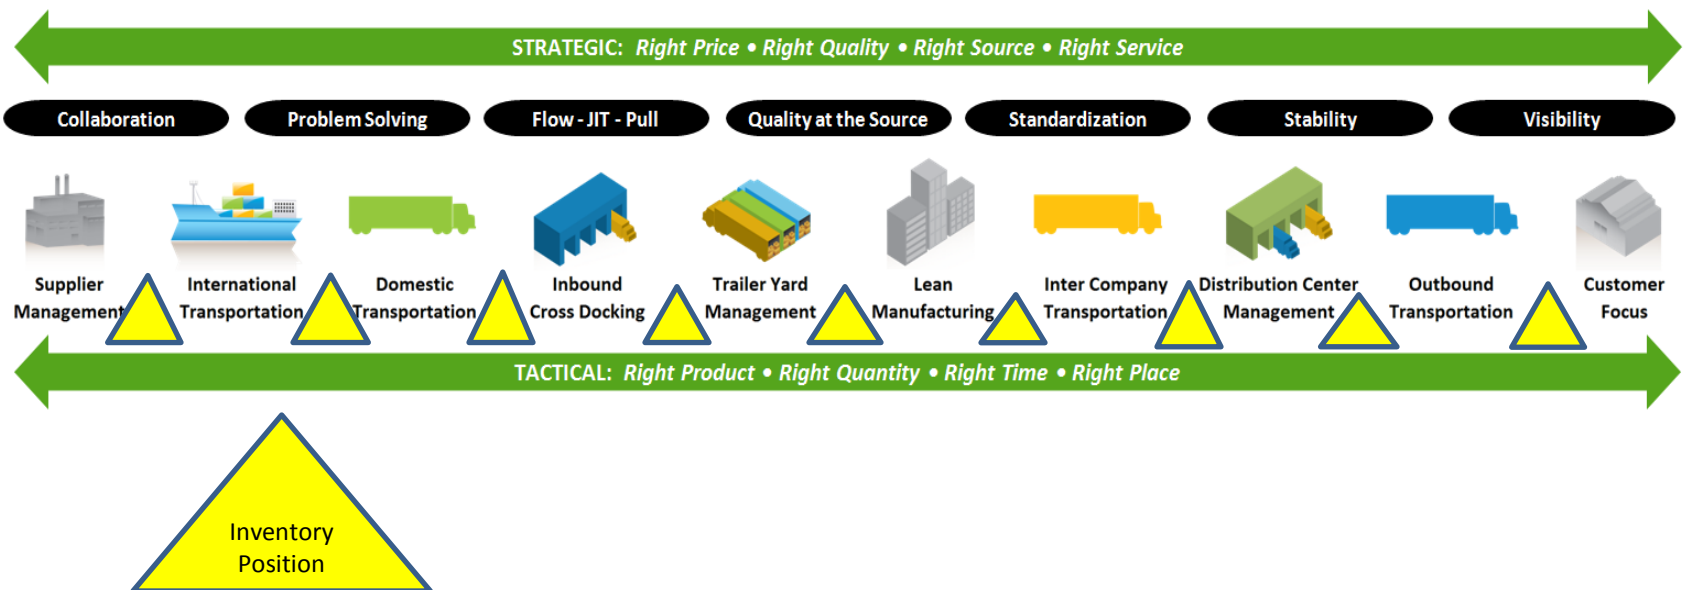 STRATEGIC: Right Price • Right Quality • Right Source • Right Service
Collaboration
Problem Solving
Flow - JIT - Pull
Quality at the Source
Standardization
Stability
Visibility
Supplier
Management
International
Transportation
Domestic
Transportation
Inbound
Cross Docking
Trailer Yard
Management
Lean
Manufacturing
Inter Company
Transportation
Distribution Center
Management
Outbound
Transportation
Customer
Focus
TACTICAL: Right Product • Right Quantity • Right Time • Right Place
Inventory
Position